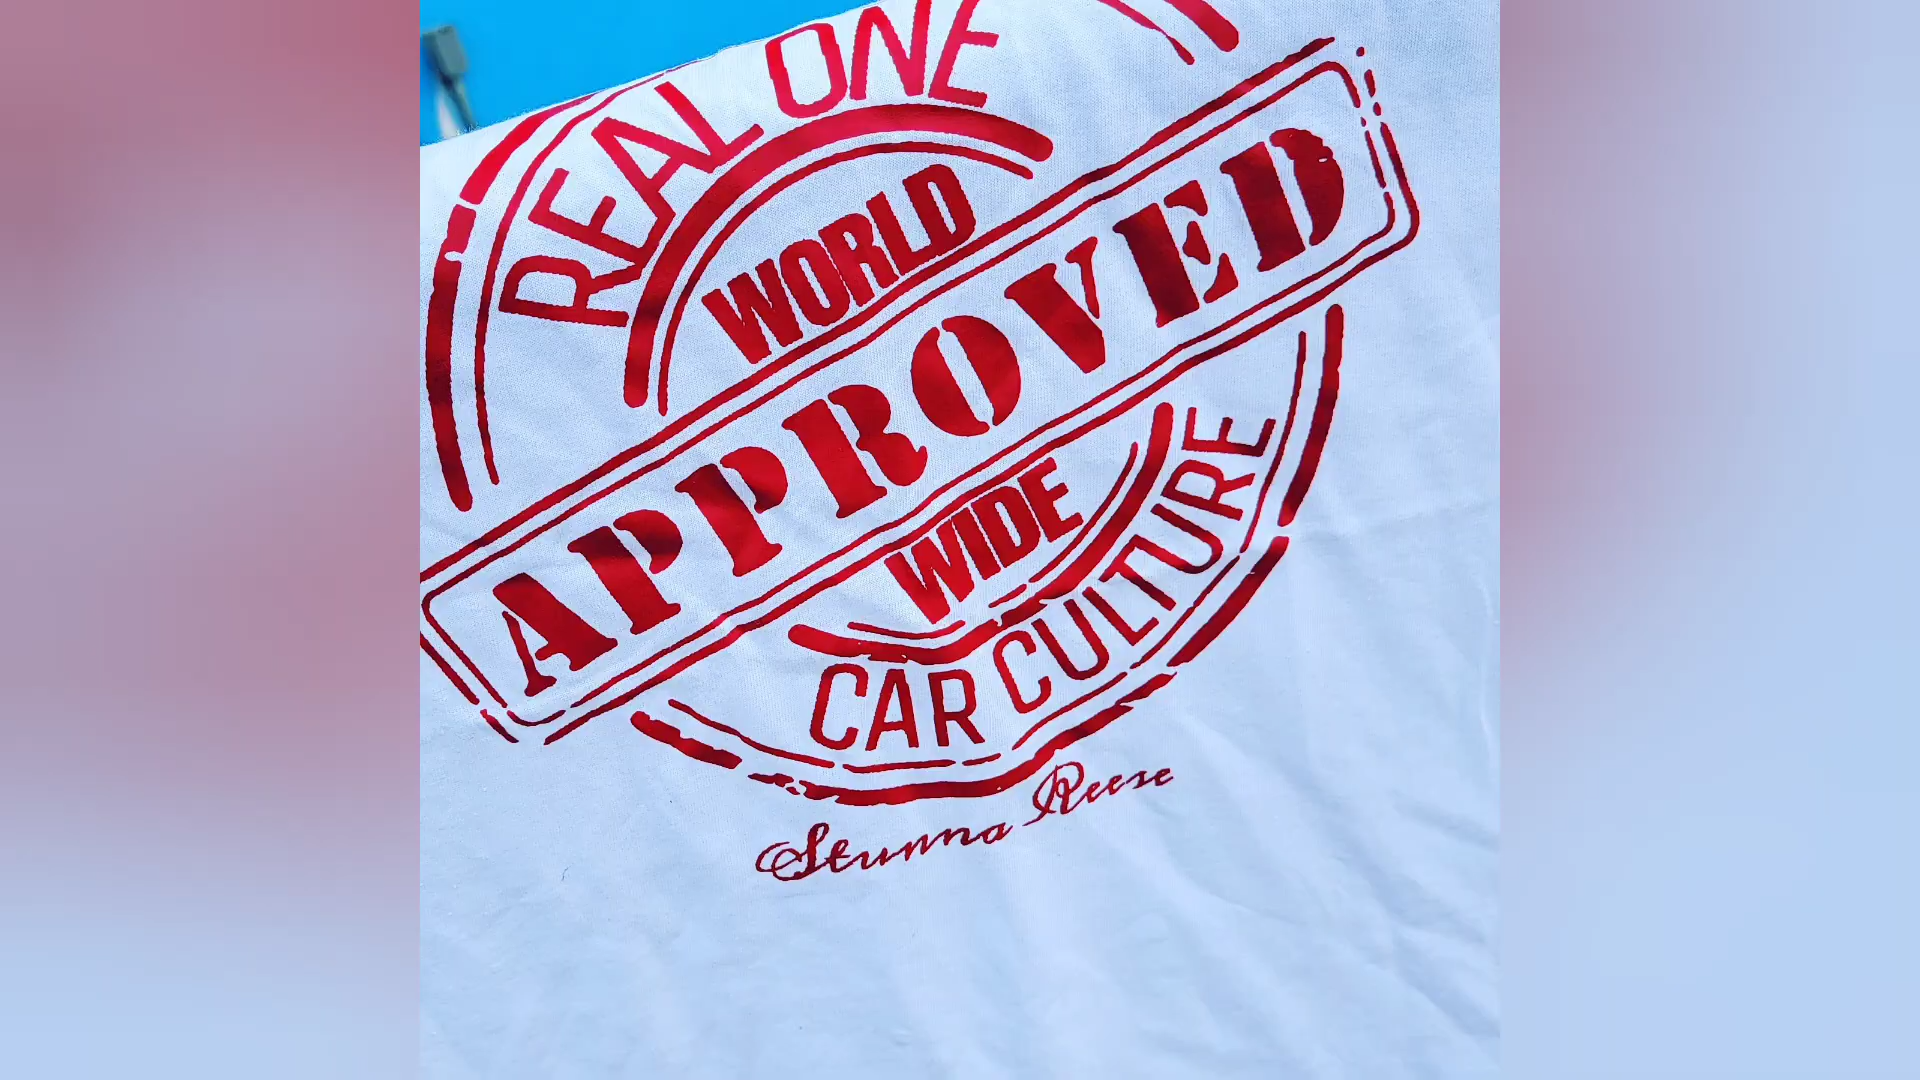 REAL ONE
WORLD
APPROVED
WIDE
CAR CULTURE
Stunna Reese